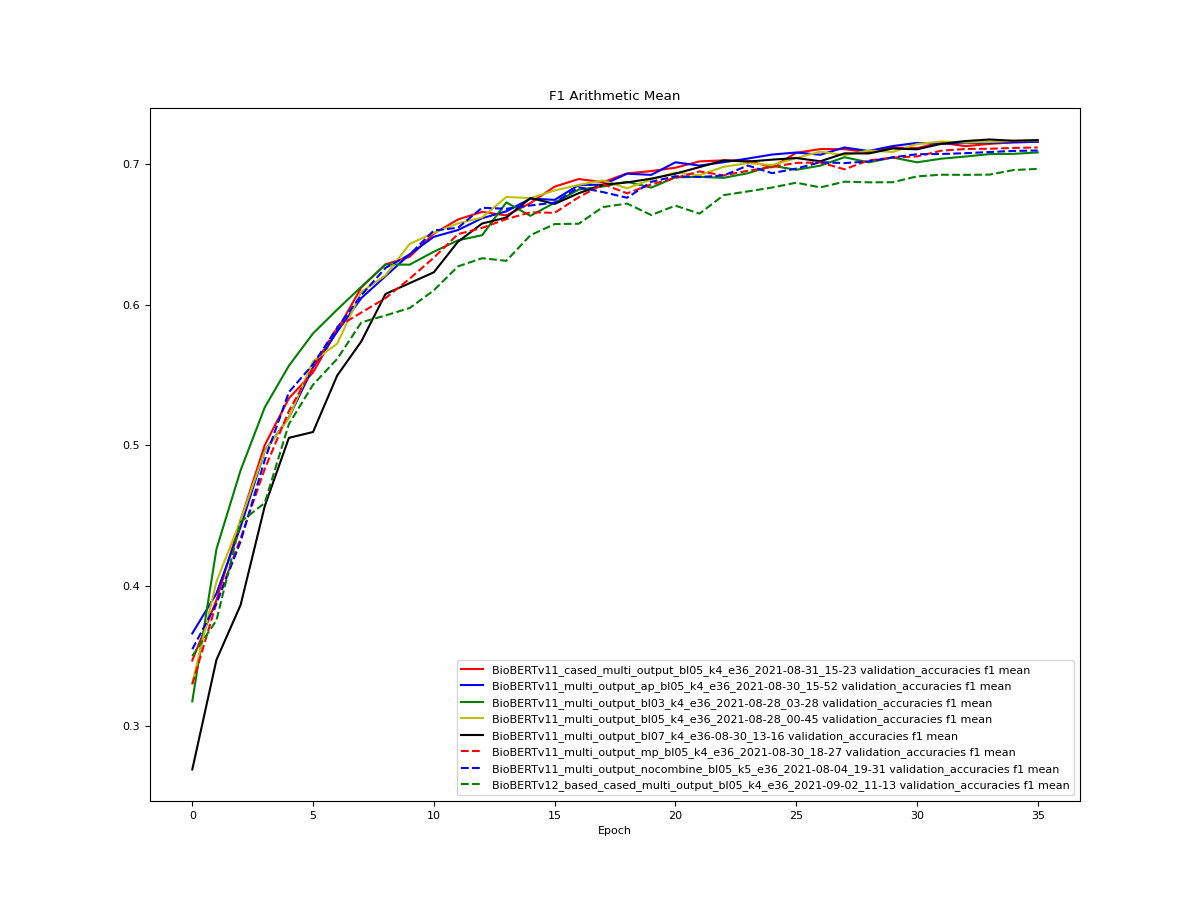 F1 Arithmetic Mean
0.7
0.6
0.5
0.4
0.3
BioBERTv11_cased_multi_output_bl05_k4_e36_2021-08-31_15-23 validation_accuracies f1 mean
BioBERTv11_multi_output_ap_bl05_k4_e36_2021-08-30_15-52 validation_accuracies f1 mean
BioBERTv11_multi_output_bl03_k4_e36_2021-08-28_03-28 validation_accuracies f1 mean
BioBERTv11_multi_output_bl05_k4_e36_2021-08-28_00-45 validation_accuracies f1 mean
BioBERTv11_multi_output_bl07_k4_e36-08-30_13-16 validation_accuracies f1 mean
BioBERTv11_multi_output_mp_bl05_k4_e36_2021-08-30_18-27 validation_accuracies f1 mean
BioBERTv11_multi_output_nocombine_bl05_k5_e36_2021-08-04_19-31 validation_accuracies f1 mean
BioBERTv12_based_cased_multi_output_bl05_k4_e36_2021-09-02_11-13 validation_accuracies f1 mean
0 5 10 15 20 25 30 35
Epoch